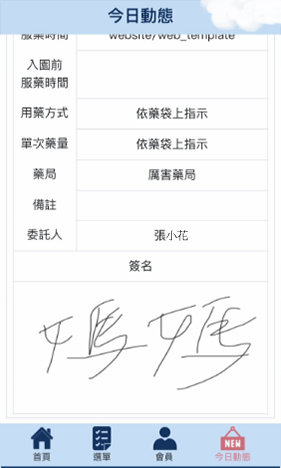 今日動態
服藥時間 website/web_template
入園前
服藥時間
用藥方式 依藥袋上指示
單次藥量 依藥袋上指示
藥局 厲害藥局
備註
委託人 張小花
簽名
媽媽
首頁 選單 會員 NEW 今日動態